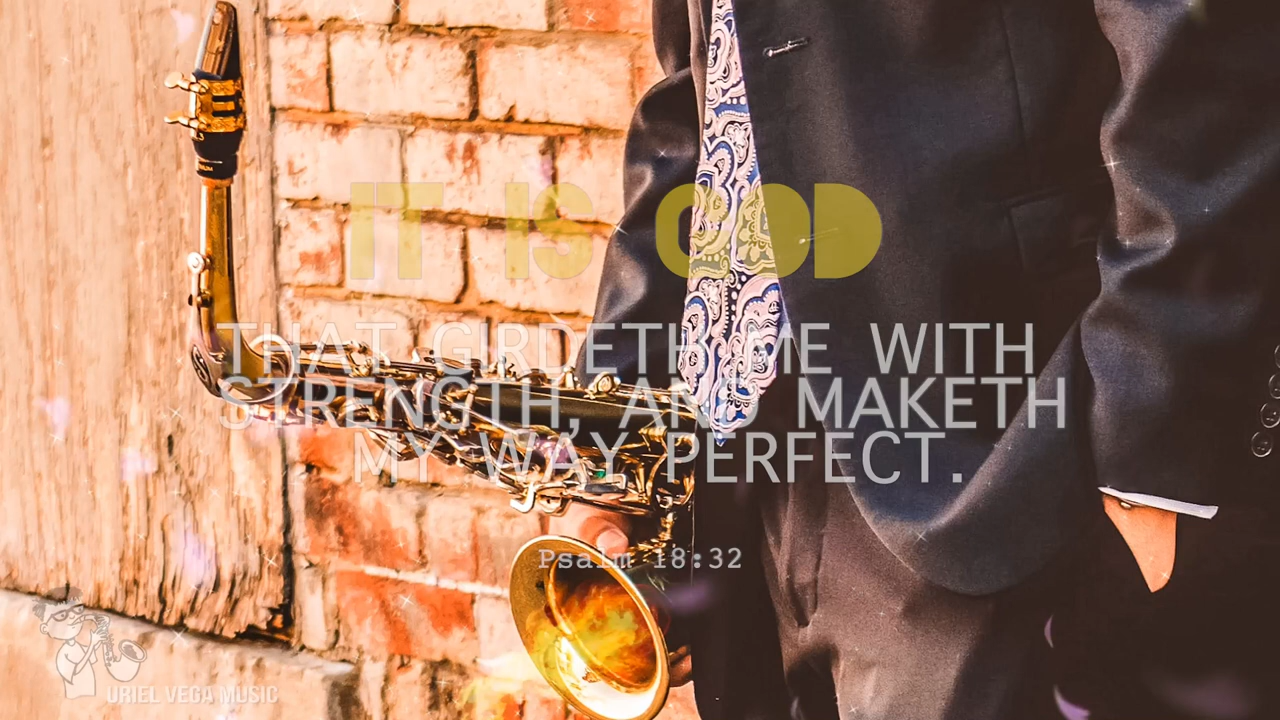 IT IS GOD
THAT GIRDETH ME WITH
STRENGTH, AND MAKETH
MY WAY PERFECT.
Psalm 18:32
URIEL VEGA MUSIC